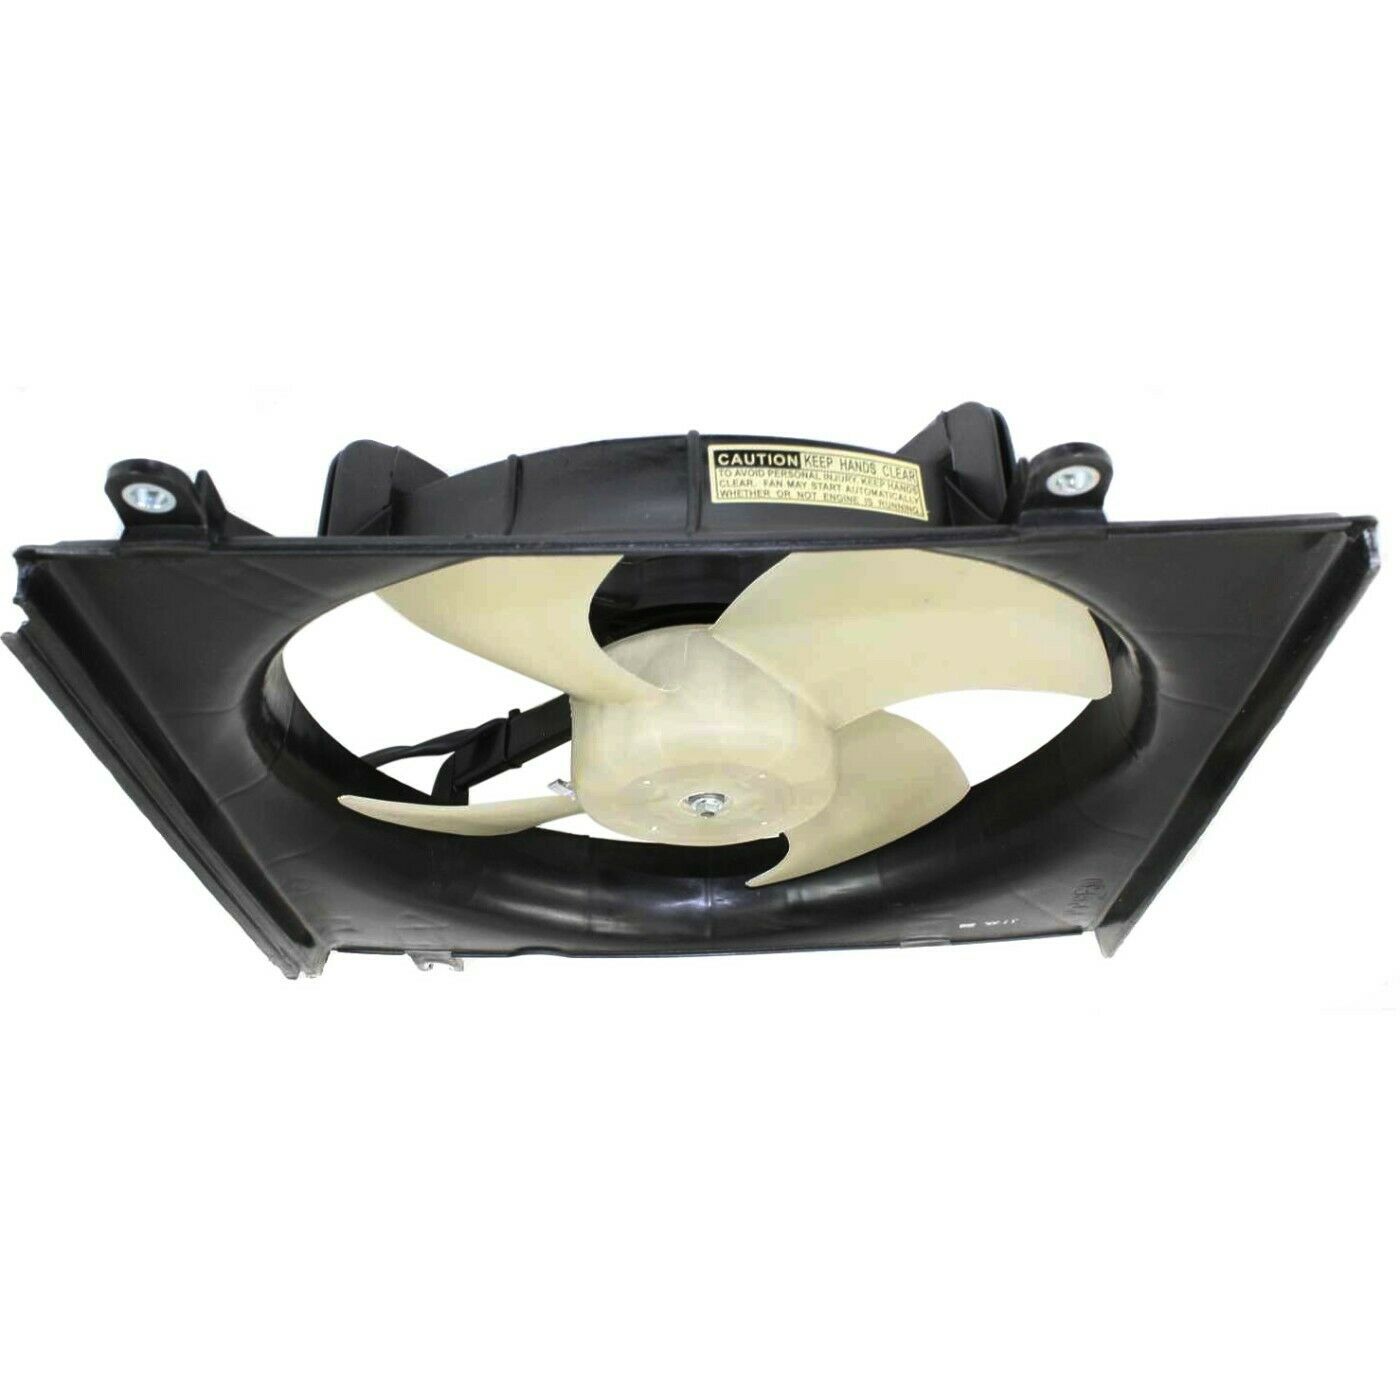 CAUTION KEEP HANDS CLEAR
TO AVOID PERSONAL INJURY, KEEP HANDS
CLEAR. FAN MAY START AUTOMATICALLY
WHETHER OR NOT ENGINE IS RUNNING.